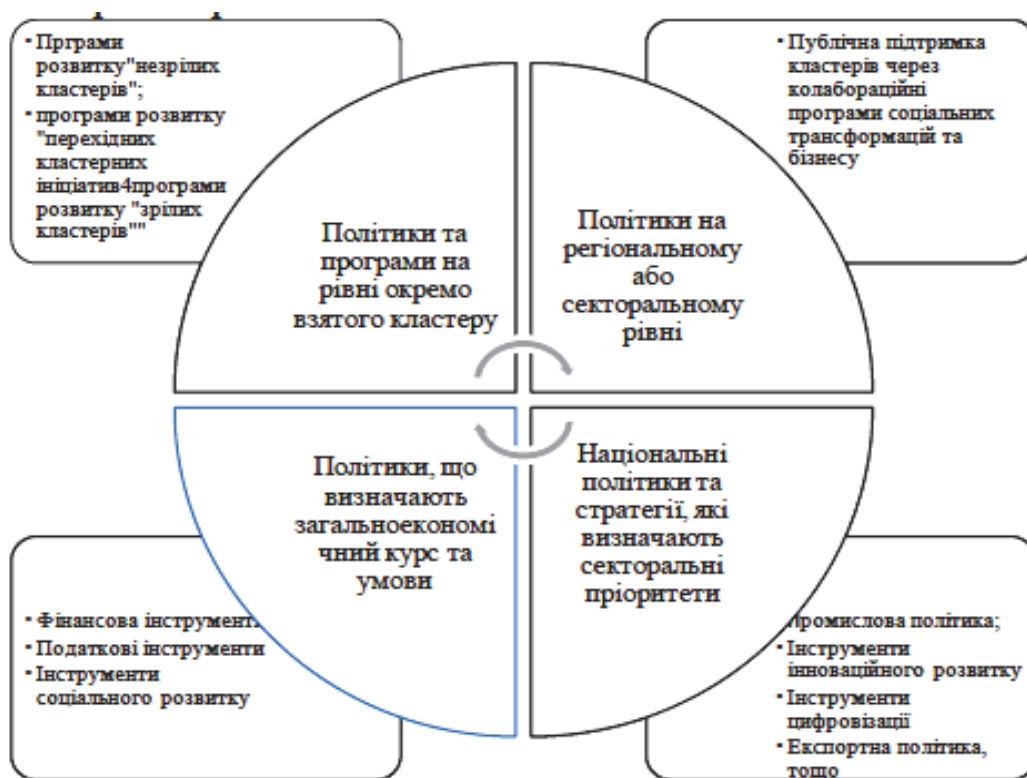 Прграми
розвитку"незрілих
кластерів";
програми розвитку
"перехідних
кластерних
ініціатив4програми
розвитку "зрілих
кластерів""
Публічна підтримка
кластерів через
колабораційні
програми соціальних
трансформацій та
бізнесу
Політики та
програми на
рівні окремо
взятого кластеру
Політики на
регіональному
або
секторальному
рівні
Політики, що
визначають
загальноекономі
чний курс та
умови
Національні
політики та
стратегії, які
визначають
секторальні
пріоритети
Фінансова інструменти
Податкові інструменти
Інструменти
соціального розвитку
Промислова політика;
Інструменти
інноваційного розвитку
Інструменти
цифровізації
Експортна політика,
тощо